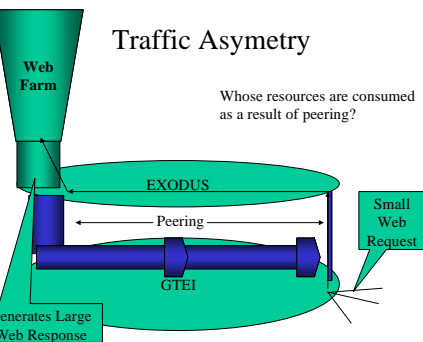 Traffic Asymetry
Web
Farm
Whose resources are consumed
as a result of peering?
EXODUS
Peering
Small
Web
Request
GTEI
enerates Large
Web Response